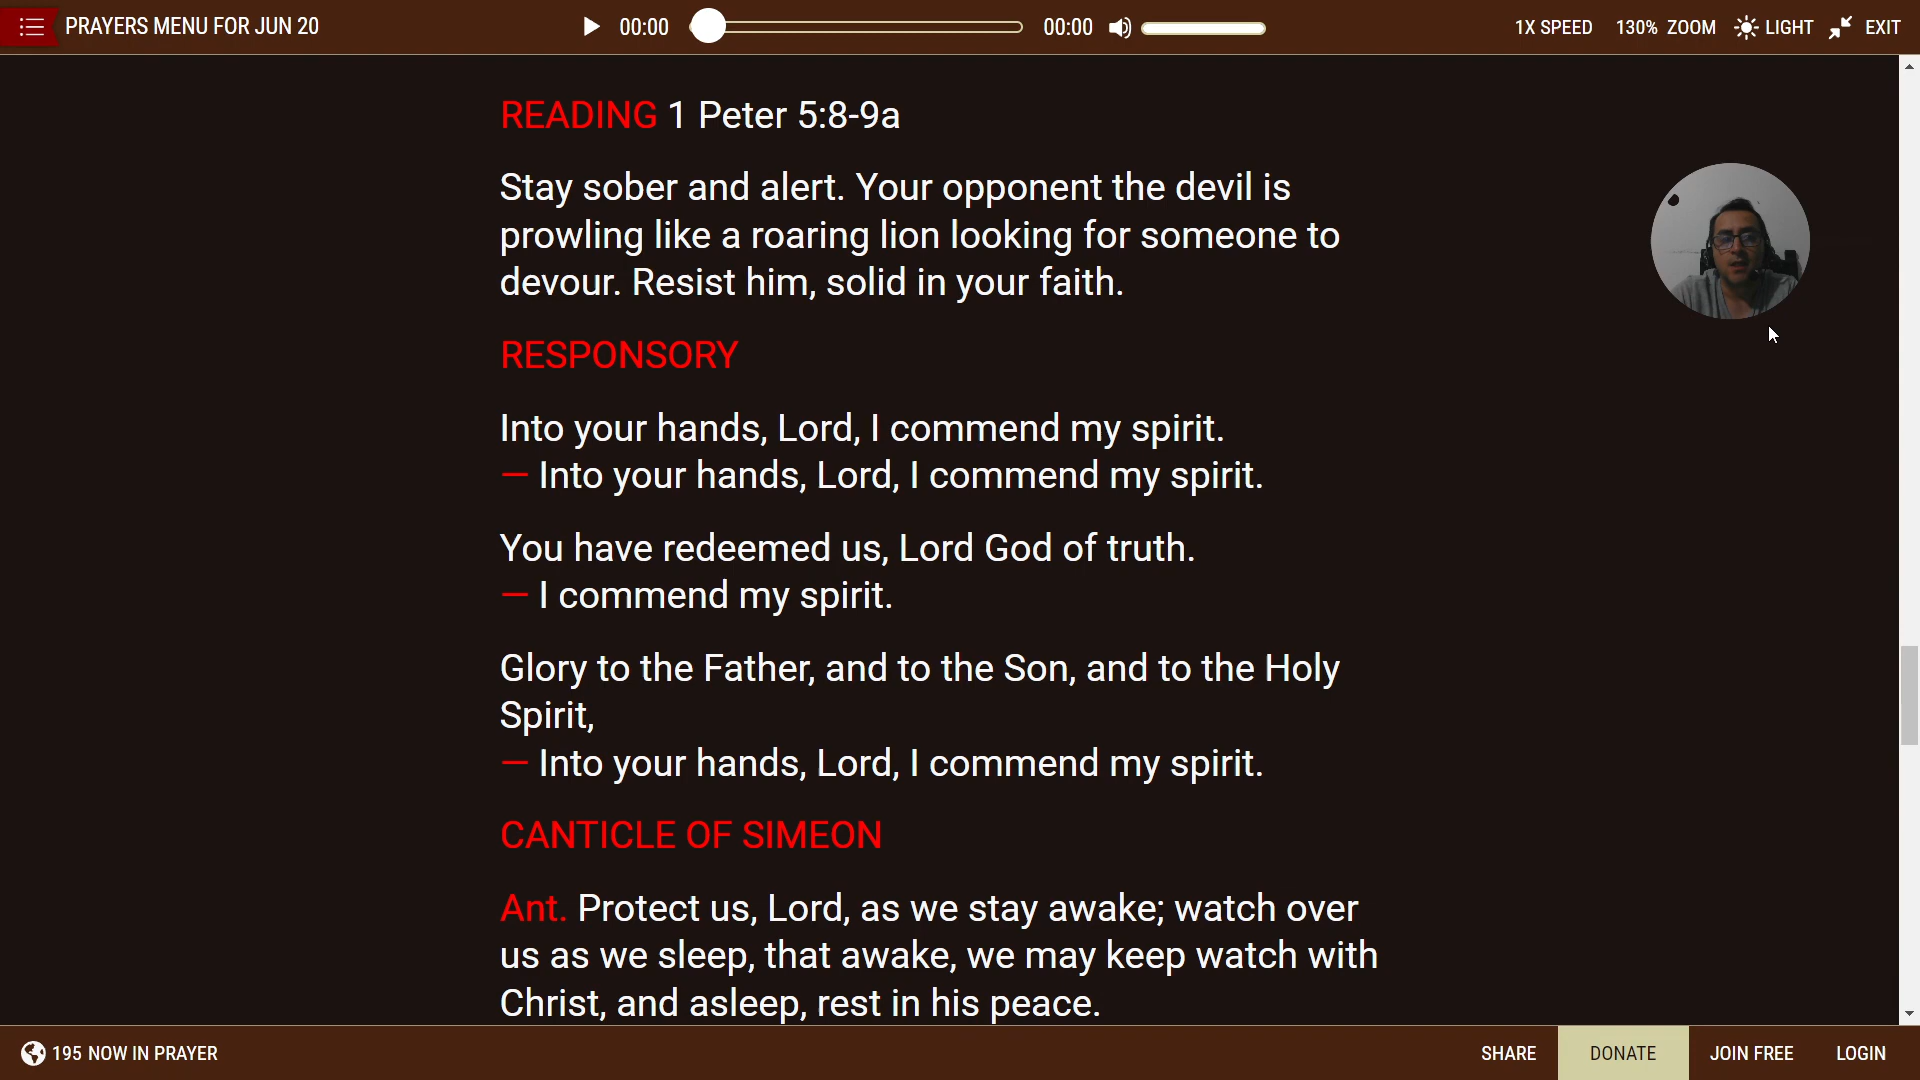 PRAYERS MENU FOR JUN 20
00:00
00:00
1X SPEED
130% ZOOM
LIGHT
EXIT
READING 1 Peter 5:8-9a
Stay sober and alert. Your opponent the devil is
prowling like a roaring lion looking for someone to
devour. Resist him, solid in your faith.
RESPONSORY
Into your hands, Lord, I commend my spirit.
— Into your hands, Lord, I commend my spirit.
You have redeemed us, Lord God of truth.
— I commend my spirit.
Glory to the Father, and to the Son, and to the Holy
Spirit,
— Into your hands, Lord, I commend my spirit.
CANTICLE OF SIMEON
Ant. Protect us, Lord, as we stay awake; watch over
us as we sleep, that awake, we may keep watch with
Christ, and asleep, rest in his peace.
195 NOW IN PRAYER
SHARE
DONATE
JOIN FREE
LOGIN